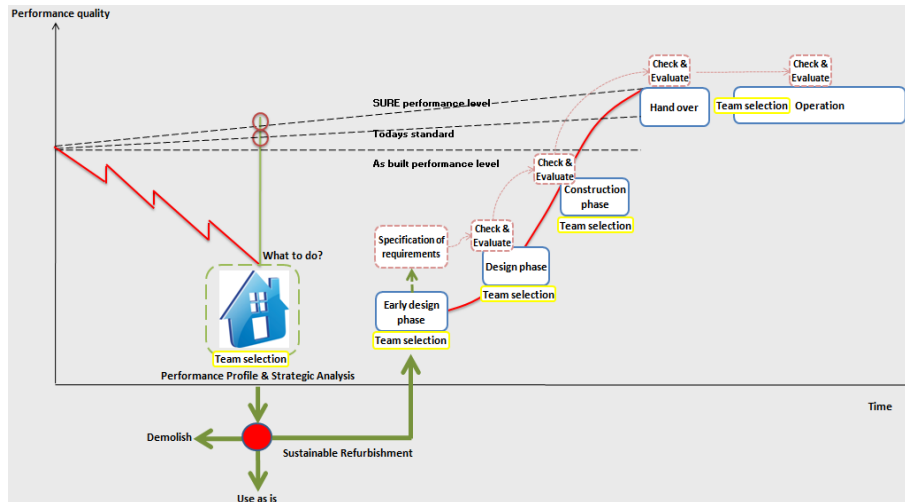 Performance quality
Check &
Evaluate
Check &
Evaluate
SURE performance level
Hand over
Team selection
Operation
Todays standard
As built performance level
Check &
Evaluate
Construction
phase
Team selection
Specification of
requirements
Check &
Evaluate
What to do?
Design phase
Team selection
Early design
phase
Team selection
Team selection
Performance Profile & Strategic Analysis
Time
Demolish
Sustainable Refurbishment
Use as is